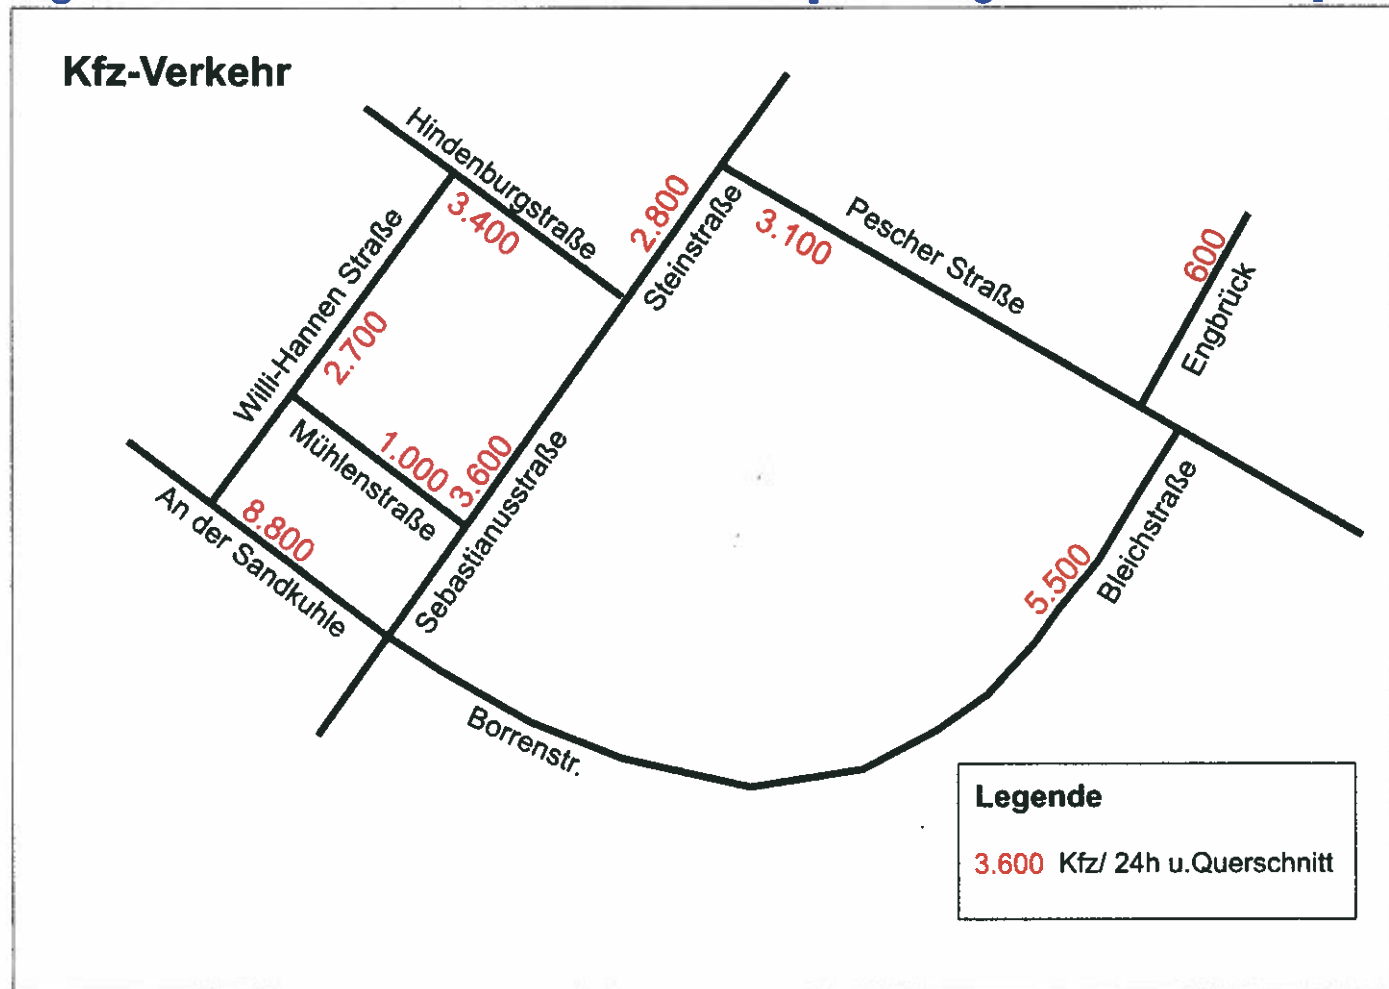 Kfz-Verkehr
Hindenburgstraße
3.400
2.800
Steinstraße
3.100
Pescher Straße
600
Engbrück
Willi-Hannen Straße
2.700
Mühlenstraße
1.000
3.600
Sebastianusstraße
An der Sandkuhle
8.800
Borrenstr.
5.500
Bleichstraße
Legende
3.600 Kfz/ 24h u.Querschnitt